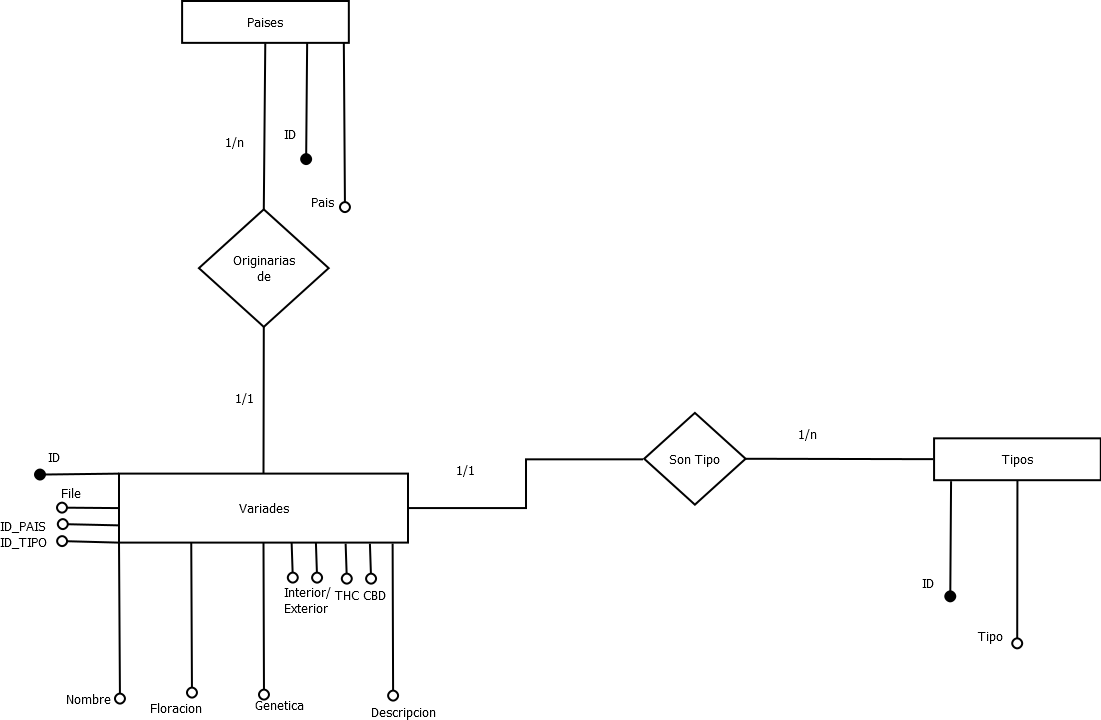 Paises
1/n
ID
Pais
Originarias
de
1/1
ID
File
ID_PAIS
ID_TIPO
Variades
1/1
Son Tipo
1/n
Tipos
ID
Tipo
Interior/
Exterior
THC
CBD
Nombre
Floracion
Genetica
Descripcion